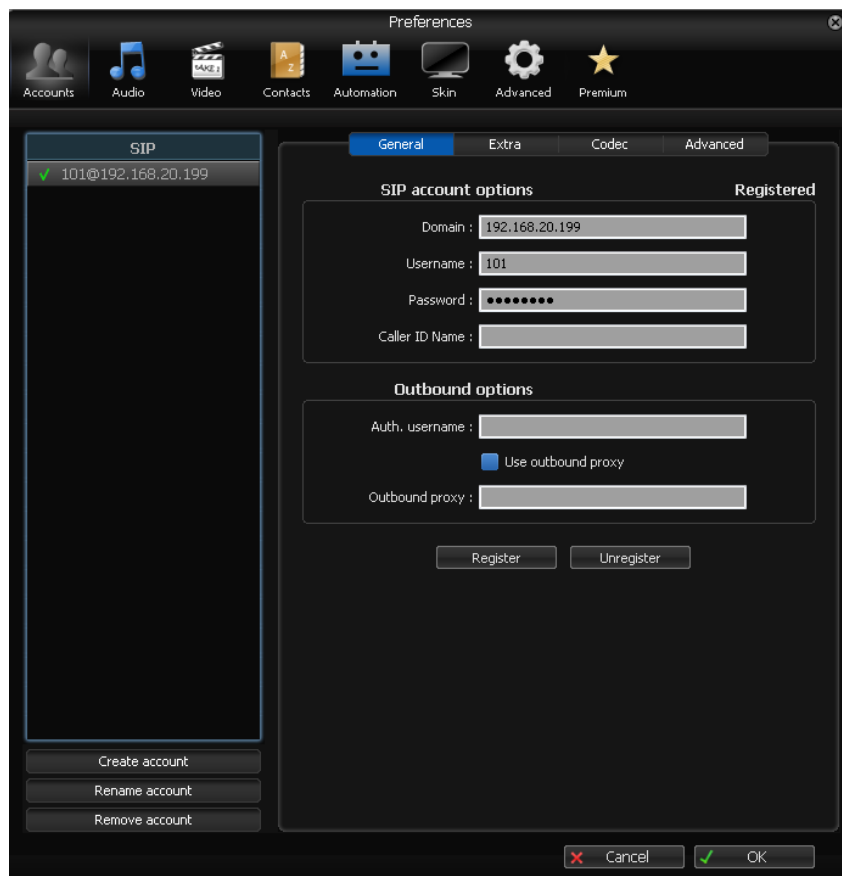 Preferences
Accounts Audio Video Contacts Automation Skin Advanced Premium
SIP
101@192.168.20.199
General Extra Codec Advanced
SIP account options Registered
Domain : 192.168.20.199
Username : 101
Password : ●●●●●●●●
Caller ID Name :
Outbound options
Auth. username :
Use outbound proxy
Outbound proxy :
Register Unregister
Create account
Rename account
Remove account
Cancel OK